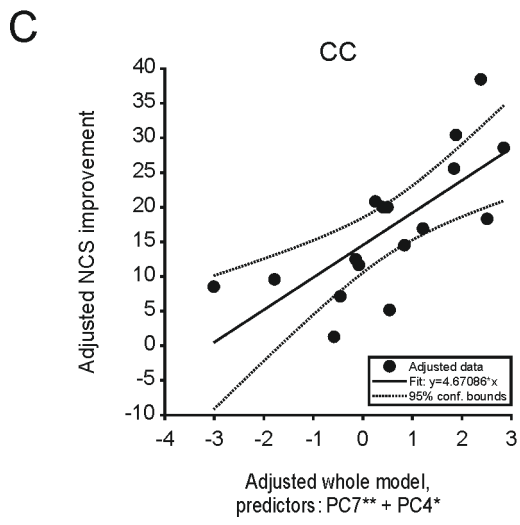 C
CC
Adjusted NCS improvement
40
35
30
25
20
15
10
5
0
-5
-10
-4
-3
-2
-1
0
1
2
3
Adjusted data
Fit: y=4.67086*x
95% conf. bounds
Adjusted whole model,
predictors: PC7** + PC4*